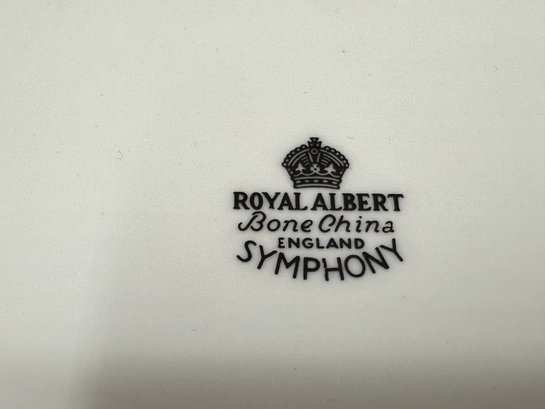 ROYAL ALBERT
Bone China
ENGLAND
SYMPHONY